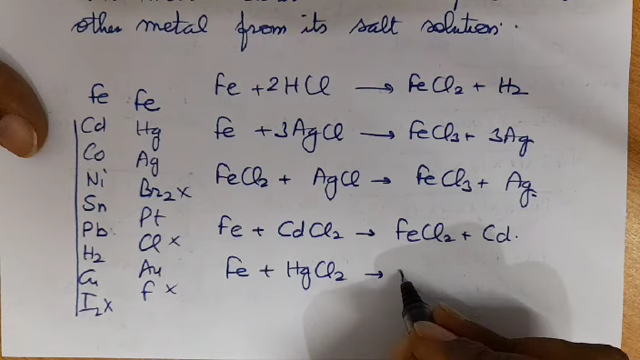 other metal from its salt solution.
Fe Fe Fe + 2HCl → FeCl2 + H2
Cd Hg Fe + 3AgCl → FeCl3 + 3Ag
Co Ag
Ni Br2 x FeCl2 + AgCl → FeCl3 + Ag
Sn Pt
Pb Cl x Fe + CdCl2 → FeCl2 + Cd.
H2 Au Fe + HgCl2 →
Cu F x
I2 x